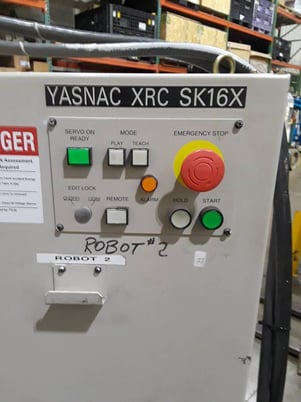 YASNAC XRC SK16X
SERVO ON
READY
MODE
PLAY TEACH
EMERGENCY STOP
EDIT LOCK
REMOTE
ALARM
HOLD
START
ROBOT # 2
ROBOT 2